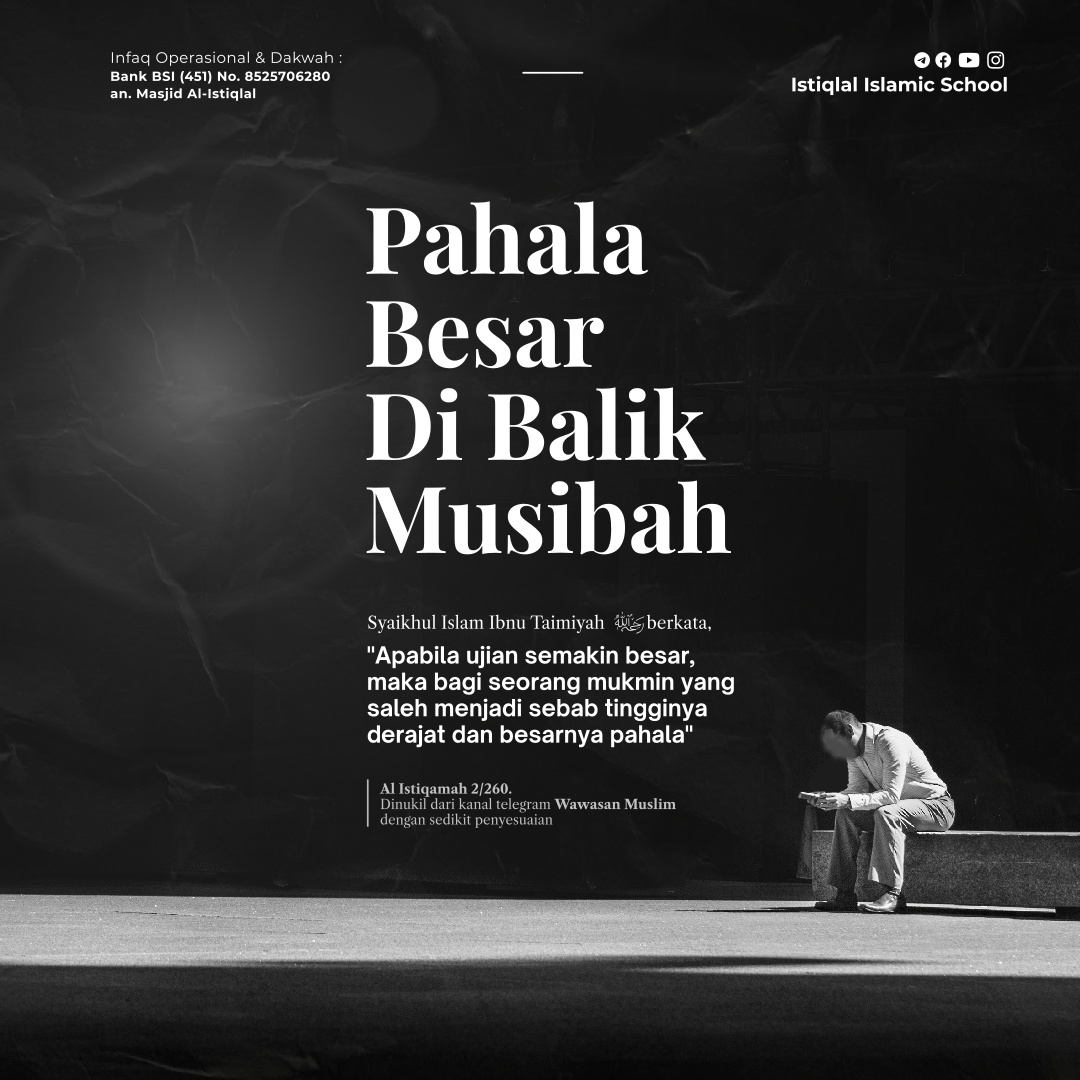 Infaq Operasional & Dakwah :
Bank BSI (451) No. 8525706280
an. Masjid Al-Istiqlal
Istiqlal Islamic School
Pahala
Besar
Di Balik
Musibah
Syaikhul Islam Ibnu Taimiyah رحمه الله berkata,
"Apabila ujian semakin besar,
maka bagi seorang mukmin yang
saleh menjadi sebab tingginya
derajat dan besarnya pahala"
Al Istiqamah 2/260.
Dinukil dari kanal telegram Wawasan Muslim
dengan sedikit penyesuaian